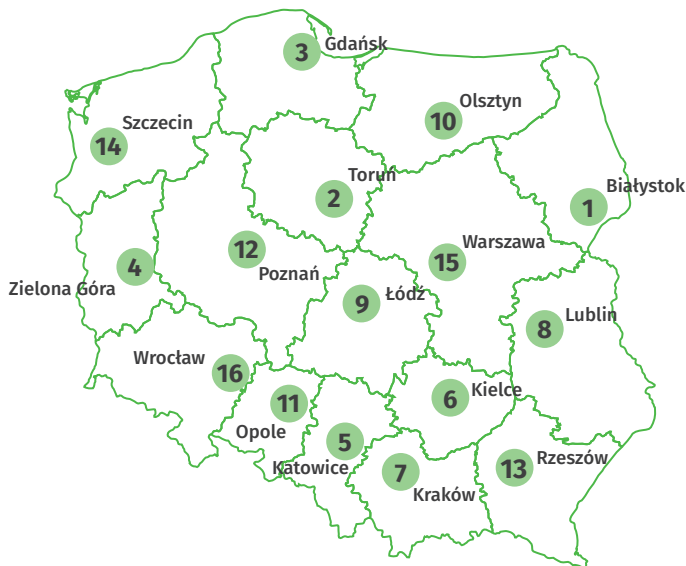 3 Gdańsk
10 Olsztyn
14 Szczecin
1 Białystok
2 Toruń
15 Warszawa
12 Poznań
4 Zielona Góra
9 Łódź
8 Lublin
16 Wrocław
11 Opole
6 Kielce
5 Katowice
7 Kraków
13 Rzeszów